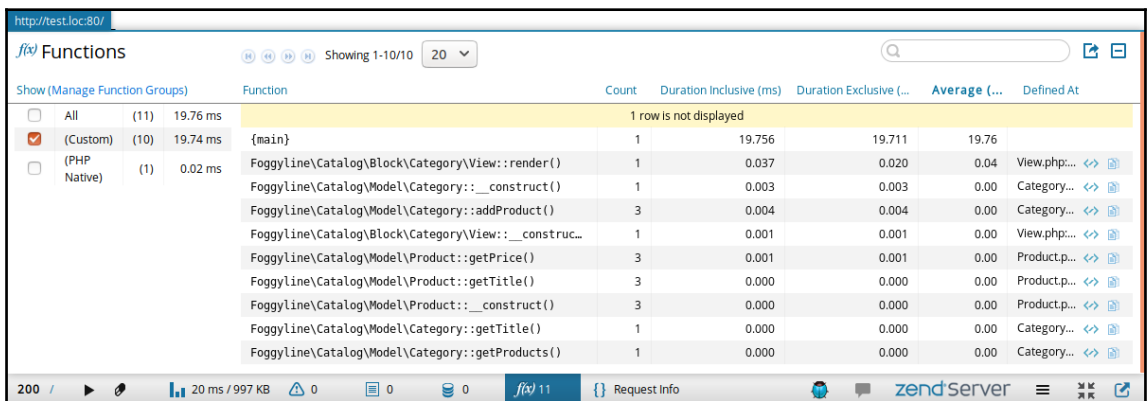 http://test.loc:80/
f(x) Functions
Showing 1-10/10 20
Show (Manage Function Groups) Function Count Duration Inclusive (ms) Duration Exclusive (... Average (... Defined At
All (11) 19.76 ms 1 row is not displayed
(Custom) (10) 19.74 ms {main} 1 19.756 19.711 19.76
(PHP Native) (1) 0.02 ms Foggyline\Catalog\Block\Category\View::render() 1 0.037 0.020 0.04 View.php:...
Foggyline\Catalog\Model\Category::__construct() 1 0.003 0.003 0.00 Category...
Foggyline\Catalog\Model\Category::addProduct() 3 0.004 0.004 0.00 Category...
Foggyline\Catalog\Block\Category\View::__construc... 1 0.001 0.001 0.00 View.php:...
Foggyline\Catalog\Model\Product::getPrice() 3 0.001 0.001 0.00 Product.p...
Foggyline\Catalog\Model\Product::getTitle() 3 0.000 0.000 0.00 Product.p...
Foggyline\Catalog\Model\Product::__construct() 3 0.000 0.000 0.00 Product.p...
Foggyline\Catalog\Model\Category::getTitle() 1 0.000 0.000 0.00 Category...
Foggyline\Catalog\Model\Category::getProducts() 1 0.000 0.000 0.00 Category...
200 / 20 ms / 997 KB 0 0 0 f(x) 11 {} Request Info zend'Server